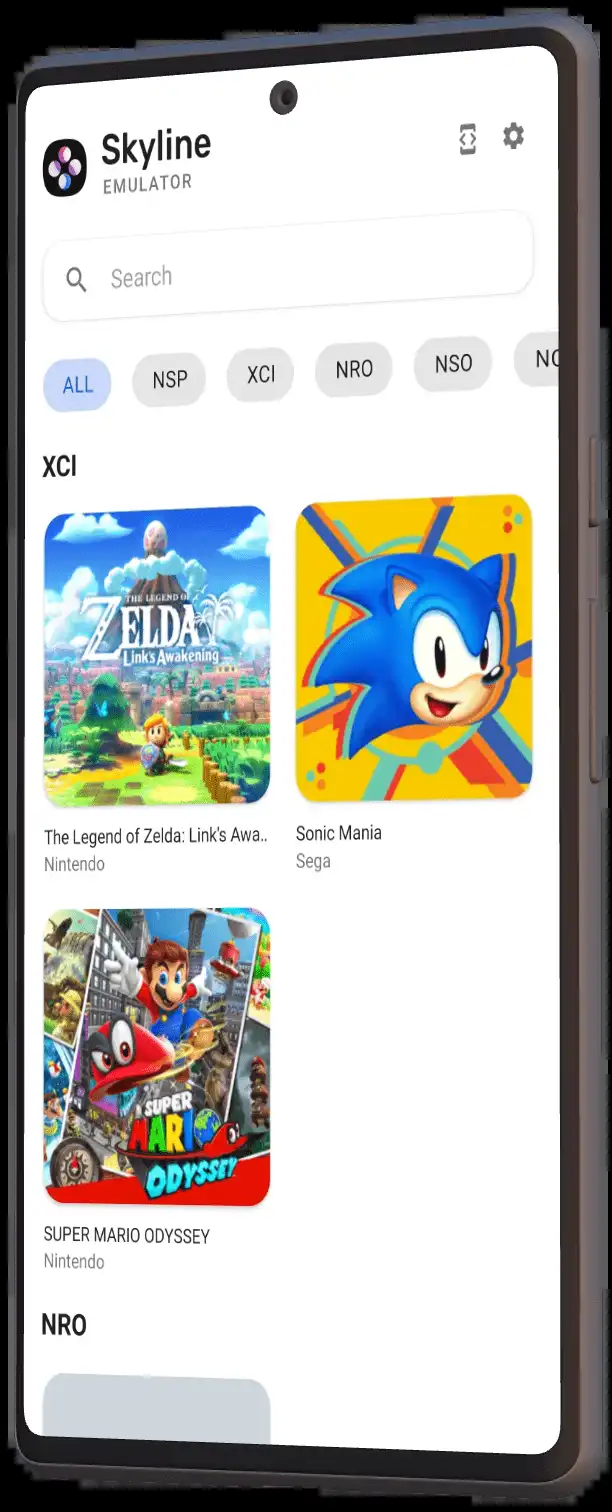 Skyline
EMULATOR
Search
ALL
NSP
XCI
NRO
NSO
XCI
THE LEGEND OF
ZELDA
Link's Awakening
The Legend of Zelda: Link's Awa..
Nintendo
Sonic Mania
Sega
SUPER
MARIO
ODYSSEY
SUPER MARIO ODYSSEY
Nintendo
NRO